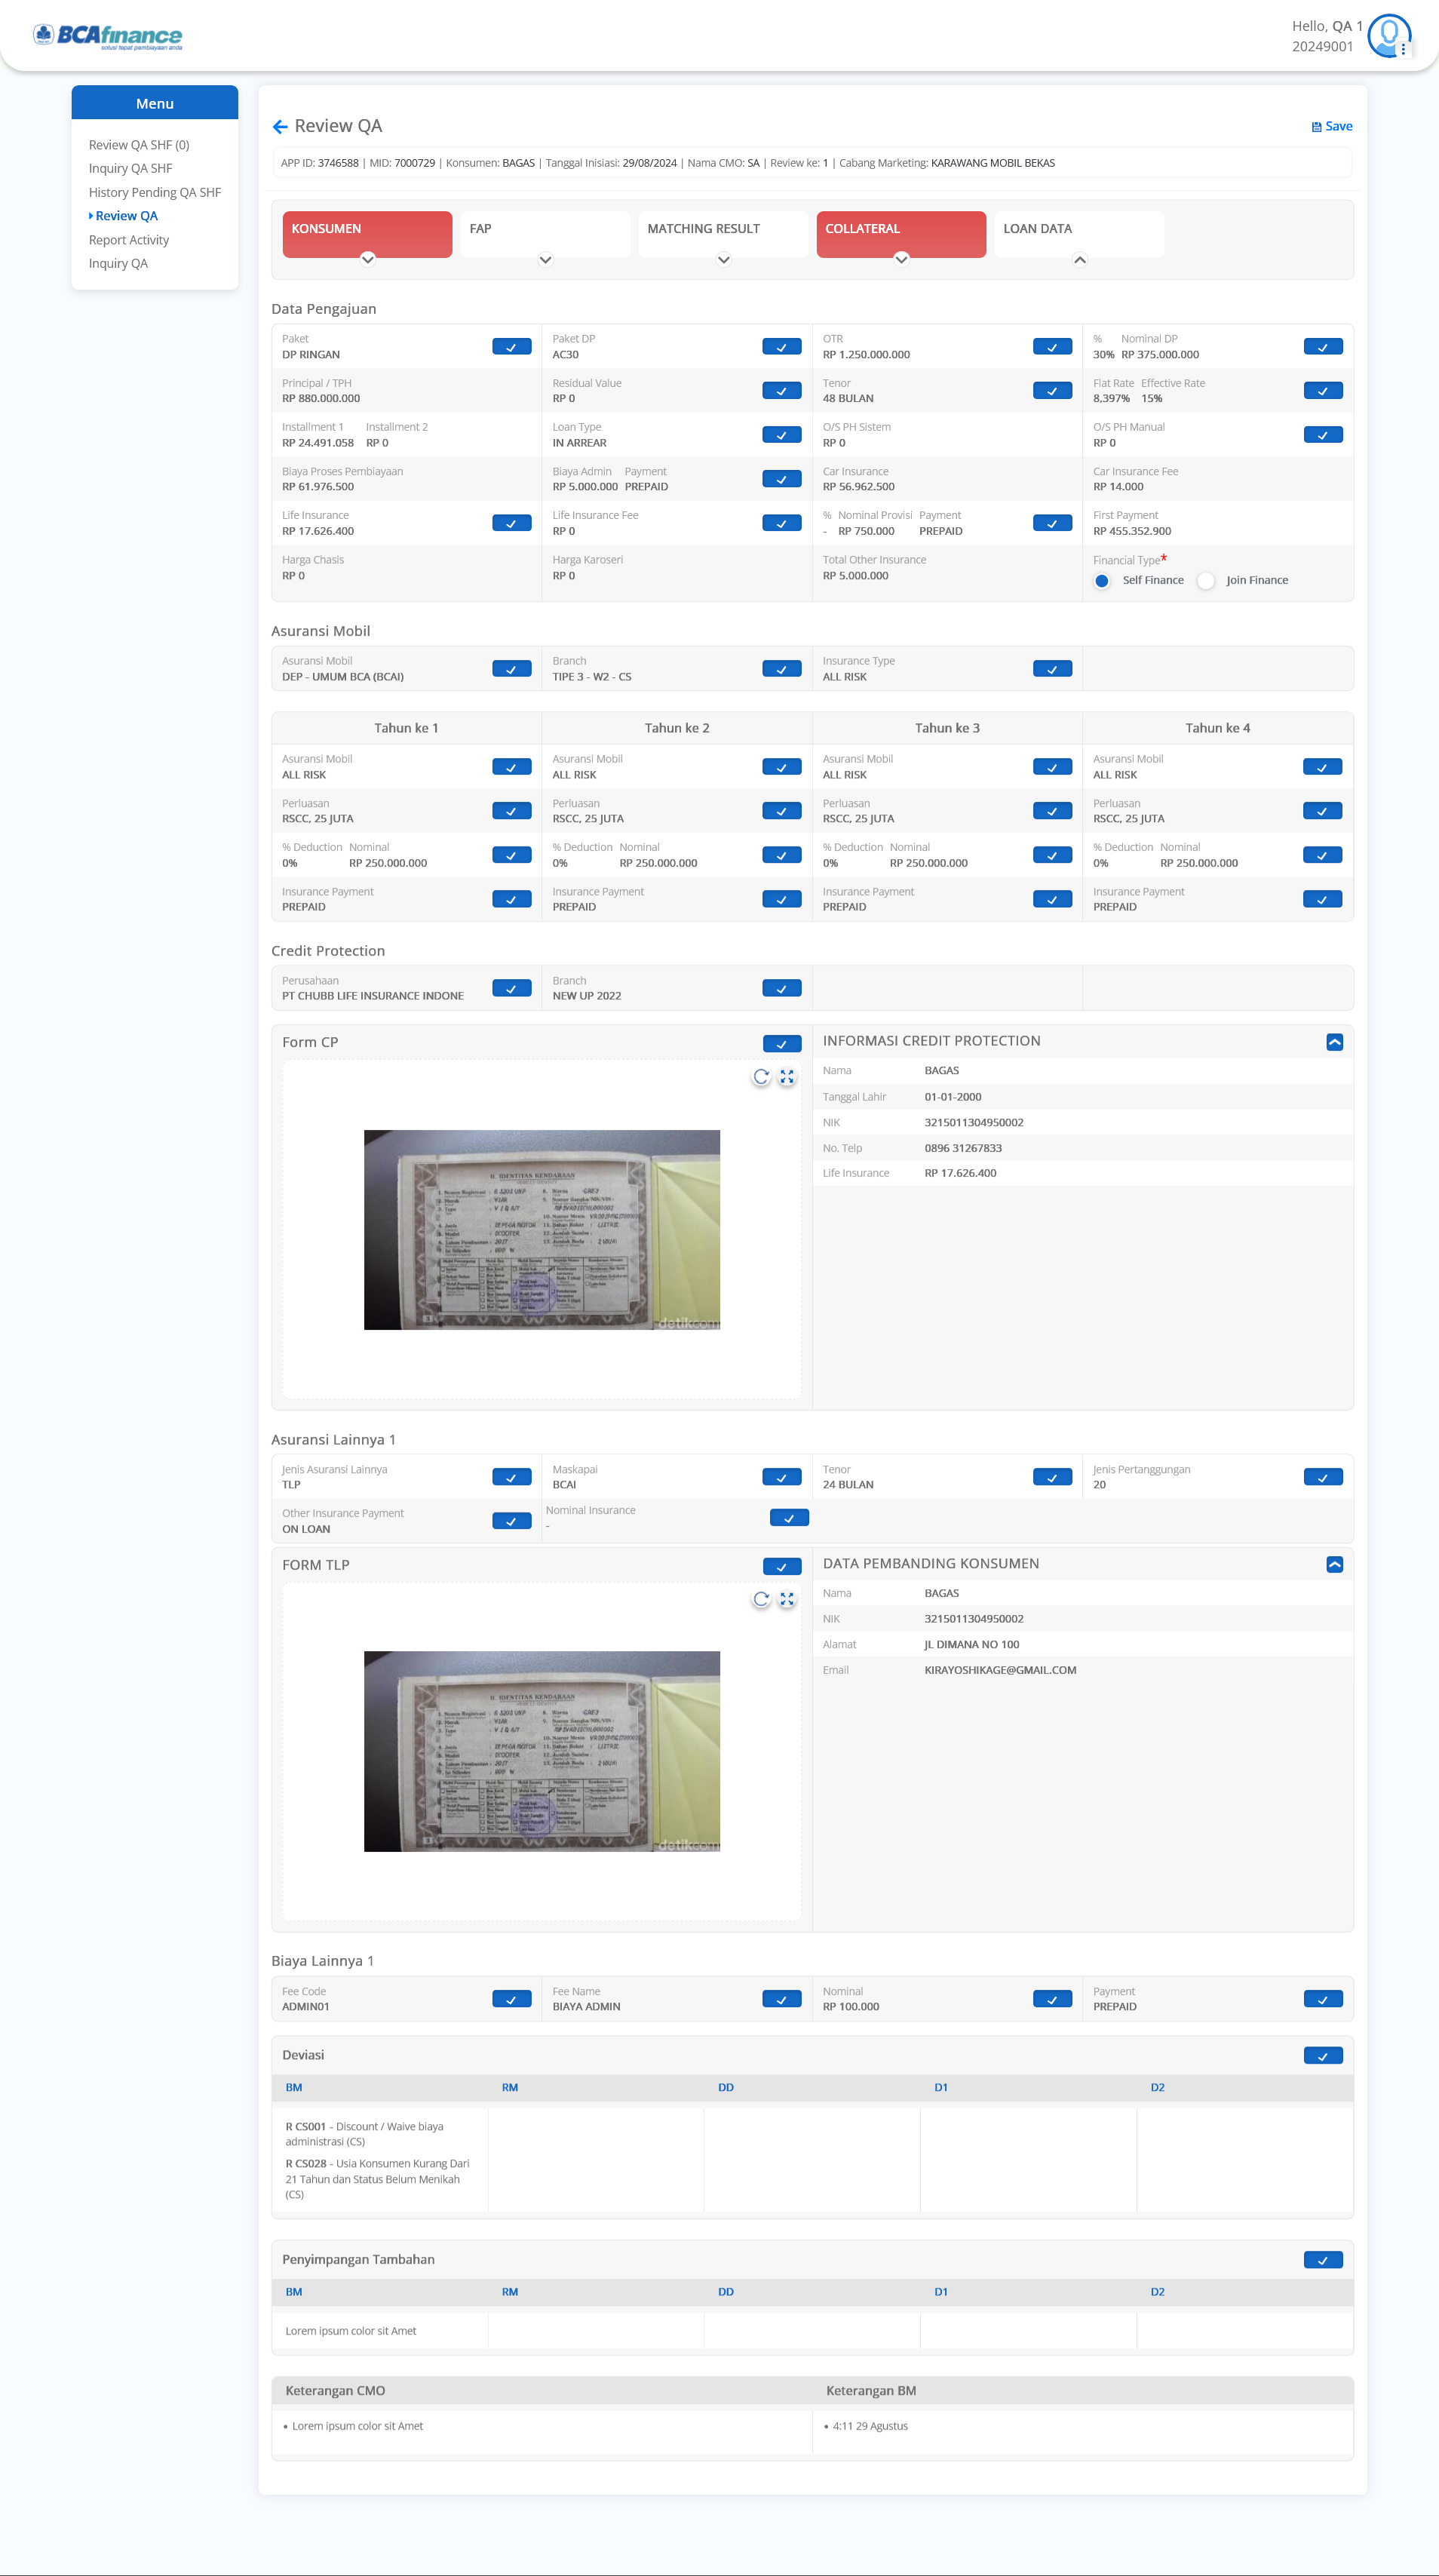 BCAfinance
solusi tepat pembiayaan anda
Hello, QA 1
20249001
Menu
Review QA SHF (0)
Inquiry QA SHF
History Pending QA SHF
Review QA
Report Activity
Inquiry QA
Review QA
Save
APP ID: 3746588 | MID: 7000729 | Konsumen: BAGAS | Tanggal Inisiasi: 29/08/2024 | Nama CMO: SA | Review ke: 1 | Cabang Marketing: KARAWANG MOBIL BEKAS
KONSUMEN FAP MATCHING RESULT COLLATERAL LOAN DATA
Data Pengajuan
Paket Paket DP OTR % Nominal DP
DP RINGAN AC30 RP 1.250.000.000 30% RP 375.000.000
Principal / TPH Residual Value Tenor Flat Rate Effective Rate
RP 880.000.000 RP 0 48 BULAN 8,397% 15%
Installment 1 Installment 2 Loan Type O/S PH Sistem O/S PH Manual
RP 24.491.058 RP 0 IN ARREAR RP 0 RP 0
Biaya Proses Pembiayaan Biaya Admin Payment Car Insurance Car Insurance Fee
RP 61.976.500 RP 5.000.000 PREPAID RP 56.962.500 RP 14.000
Life Insurance Life Insurance Fee % Nominal Provisi Payment First Payment
RP 17.626.400 RP 0 - RP 750.000 PREPAID RP 455.352.900
Harga Chasis Harga Karoseri Total Other Insurance Financial Type*
RP 0 RP 0 RP 5.000.000 Self Finance Join Finance
Asuransi Mobil
Asuransi Mobil Branch Insurance Type
DEP - UMUM BCA (BCAI) TIPE 3 - W2 - CS ALL RISK
Tahun ke 1 Tahun ke 2 Tahun ke 3 Tahun ke 4
Asuransi Mobil Asuransi Mobil Asuransi Mobil Asuransi Mobil
ALL RISK ALL RISK ALL RISK ALL RISK
Perluasan Perluasan Perluasan Perluasan
RSCC, 25 JUTA RSCC, 25 JUTA RSCC, 25 JUTA RSCC, 25 JUTA
% Deduction Nominal % Deduction Nominal % Deduction Nominal % Deduction Nominal
0% RP 250.000.000 0% RP 250.000.000 0% RP 250.000.000 0% RP 250.000.000
Insurance Payment Insurance Payment Insurance Payment Insurance Payment
PREPAID PREPAID PREPAID PREPAID
Credit Protection
Perusahaan Branch
PT CHUBB LIFE INSURANCE INDONE NEW UP 2022
Form CP
H. IDENTITAS KENDARAAN
detikcom
INFORMASI CREDIT PROTECTION
Nama BAGAS
Tanggal Lahir 01-01-2000
NIK 3215011304950002
No. Telp 0896 31267833
Life Insurance RP 17.626.400
Asuransi Lainnya 1
Jenis Asuransi Lainnya Maskapai Tenor Jenis Pertanggungan
TLP BCAI 24 BULAN 20
Other Insurance Payment Nominal Insurance
ON LOAN -
FORM TLP
H. IDENTITAS KENDARAAN
detikcom
DATA PEMBANDING KONSUMEN
Nama BAGAS
NIK 3215011304950002
Alamat JL DIMANA NO 100
Email KIRAYOSHIKAGE@GMAIL.COM
Biaya Lainnya 1
Fee Code Fee Name Nominal Payment
ADMIN01 BIAYA ADMIN RP 100.000 PREPAID
Deviasi
BM RM DD D1 D2
R CS001 - Discount / Waive biaya
administrasi (CS)
R CS028 - Usia Konsumen Kurang Dari
21 Tahun dan Status Belum Menikah
(CS)
Penyimpangan Tambahan
BM RM DD D1 D2
Lorem ipsum color sit Amet
Keterangan CMO Keterangan BM
• Lorem ipsum color sit Amet • 4:11 29 Agustus